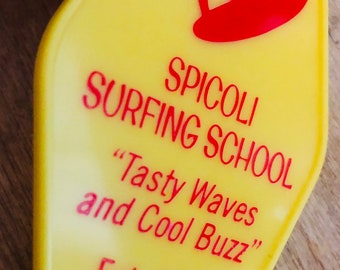 SPICOLI
SURFING SCHOOL
"Tasty Waves
and Cool Buzz"